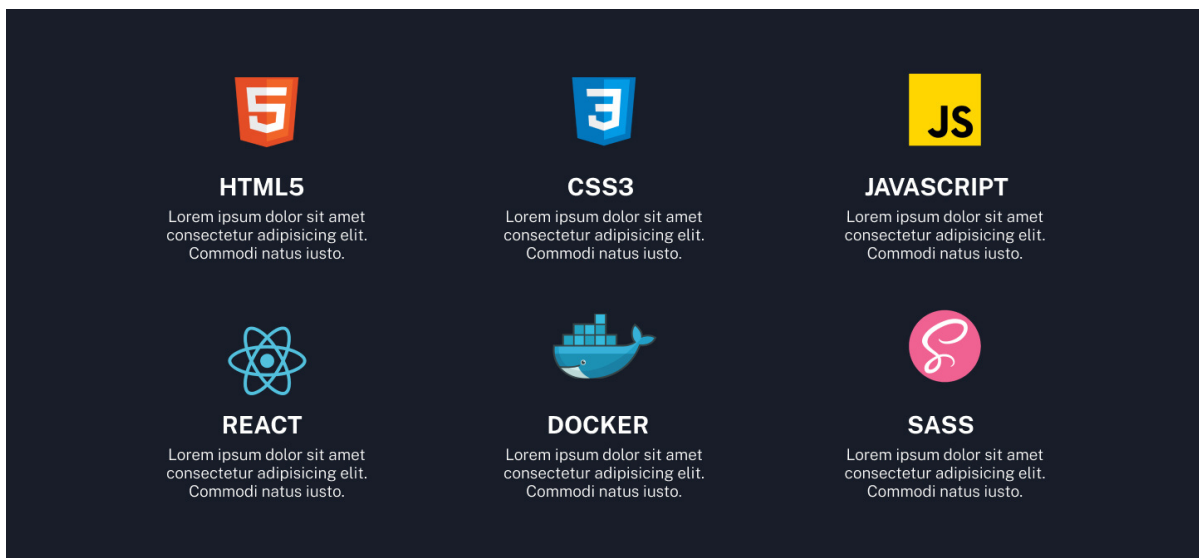 5
3
JS
HTML5
CSS3
JAVASCRIPT
Lorem ipsum dolor sit amet
consectetur adipisicing elit.
Commodi natus iusto.
Lorem ipsum dolor sit amet
consectetur adipisicing elit.
Commodi natus iusto.
Lorem ipsum dolor sit amet
consectetur adipisicing elit.
Commodi natus iusto.
REACT
DOCKER
SASS
Lorem ipsum dolor sit amet
consectetur adipisicing elit.
Commodi natus iusto.
Lorem ipsum dolor sit amet
consectetur adipisicing elit.
Commodi natus iusto.
Lorem ipsum dolor sit amet
consectetur adipisicing elit.
Commodi natus iusto.